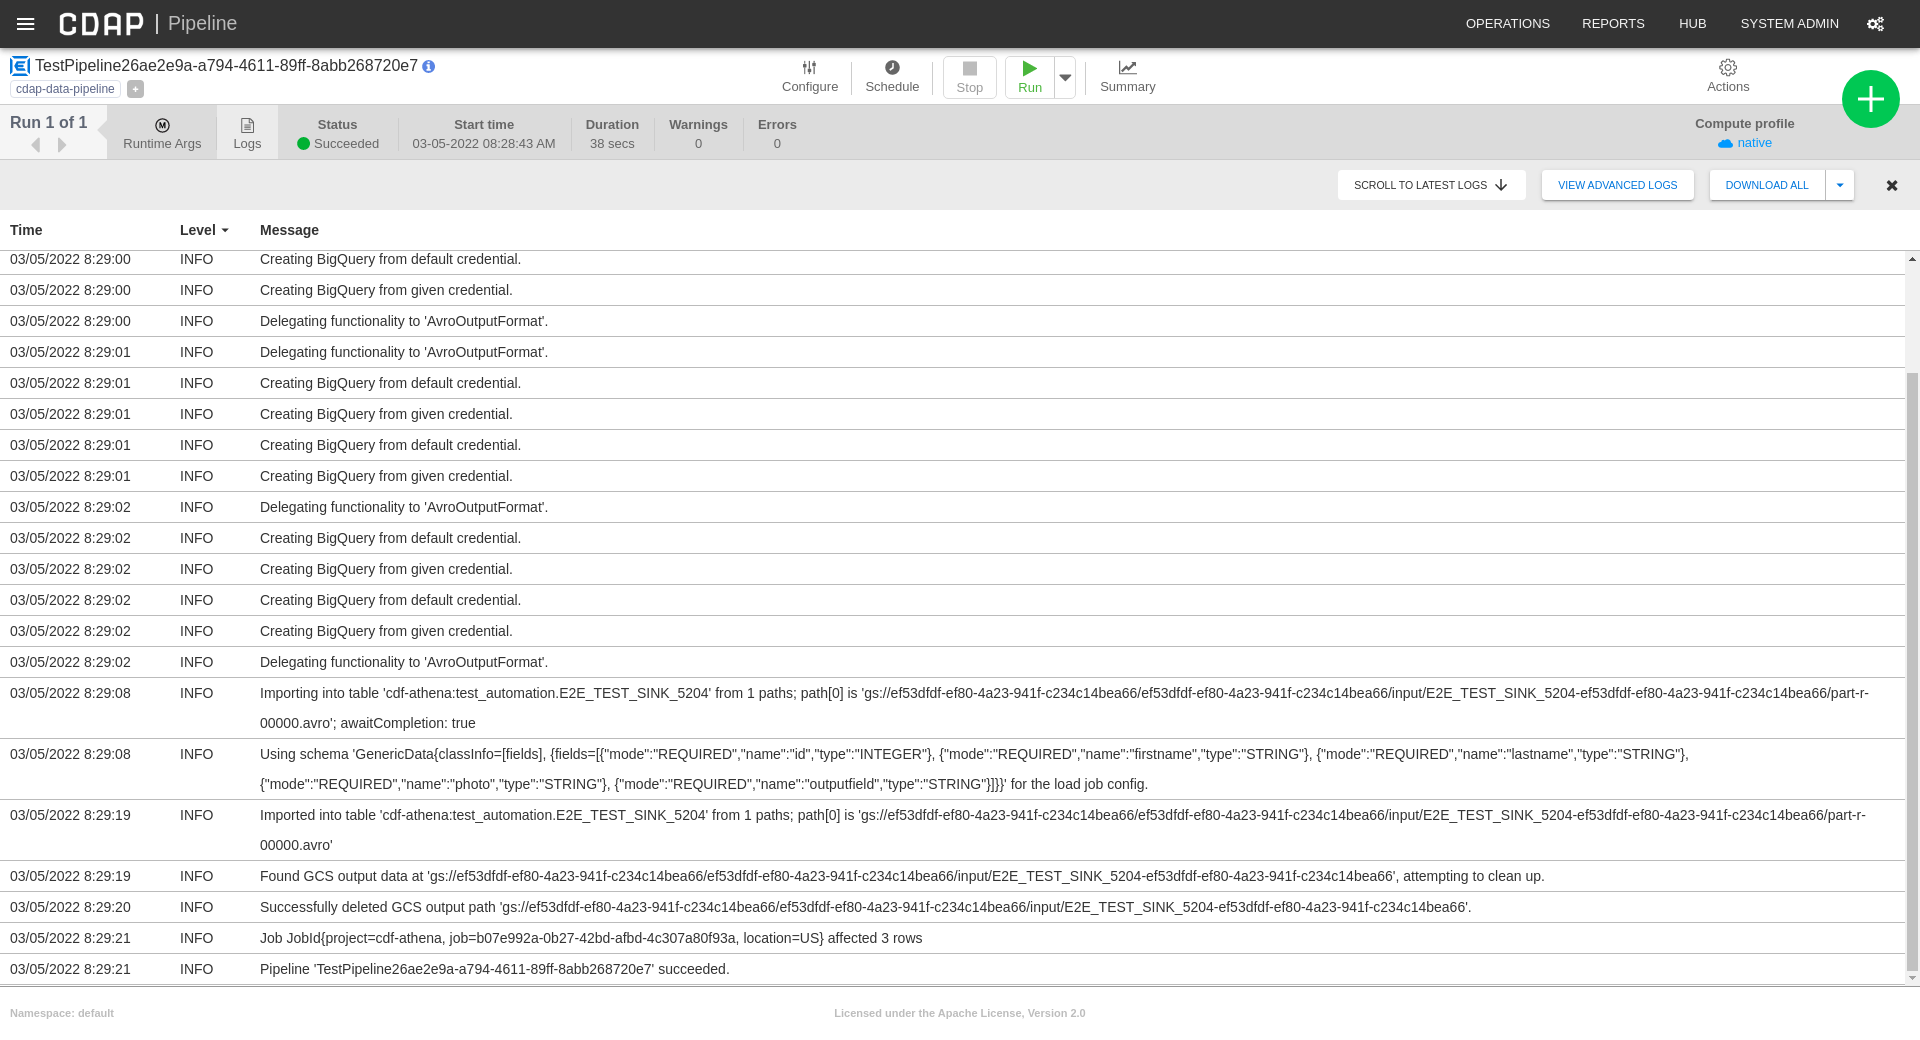 CDAP | Pipeline
OPERATIONS REPORTS HUB SYSTEM ADMIN
TestPipeline26ae2e9a-a794-4611-89ff-8abb268720e7
cdap-data-pipeline +
Configure Schedule Stop Run Summary Actions
Run 1 of 1
Runtime Args
Logs
Status
Succeeded
Start time
03-05-2022 08:28:43 AM
Duration
38 secs
Warnings
0
Errors
0
Compute profile
native
SCROLL TO LATEST LOGS VIEW ADVANCED LOGS DOWNLOAD ALL
Time Level Message
03/05/2022 8:29:00 INFO Creating BigQuery from default credential.
03/05/2022 8:29:00 INFO Creating BigQuery from given credential.
03/05/2022 8:29:00 INFO Delegating functionality to 'AvroOutputFormat'.
03/05/2022 8:29:01 INFO Delegating functionality to 'AvroOutputFormat'.
03/05/2022 8:29:01 INFO Creating BigQuery from default credential.
03/05/2022 8:29:01 INFO Creating BigQuery from given credential.
03/05/2022 8:29:01 INFO Creating BigQuery from default credential.
03/05/2022 8:29:01 INFO Creating BigQuery from given credential.
03/05/2022 8:29:02 INFO Delegating functionality to 'AvroOutputFormat'.
03/05/2022 8:29:02 INFO Creating BigQuery from default credential.
03/05/2022 8:29:02 INFO Creating BigQuery from given credential.
03/05/2022 8:29:02 INFO Creating BigQuery from default credential.
03/05/2022 8:29:02 INFO Creating BigQuery from given credential.
03/05/2022 8:29:02 INFO Delegating functionality to 'AvroOutputFormat'.
03/05/2022 8:29:08 INFO Importing into table 'cdf-athena:test_automation.E2E_TEST_SINK_5204' from 1 paths; path[0] is 'gs://ef53dfdf-ef80-4a23-941f-c234c14bea66/ef53dfdf-ef80-4a23-941f-c234c14bea66/input/E2E_TEST_SINK_5204-ef53dfdf-ef80-4a23-941f-c234c14bea66/part-r-
00000.avro'; awaitCompletion: true
03/05/2022 8:29:08 INFO Using schema 'GenericData{classInfo=[fields], {fields=[{"mode":"REQUIRED","name":"id","type":"INTEGER"}, {"mode":"REQUIRED","name":"firstname","type":"STRING"}, {"mode":"REQUIRED","name":"lastname","type":"STRING"},
{"mode":"REQUIRED","name":"photo","type":"STRING"}, {"mode":"REQUIRED","name":"outputfield","type":"STRING"}]}}' for the load job config.
03/05/2022 8:29:19 INFO Imported into table 'cdf-athena:test_automation.E2E_TEST_SINK_5204' from 1 paths; path[0] is 'gs://ef53dfdf-ef80-4a23-941f-c234c14bea66/ef53dfdf-ef80-4a23-941f-c234c14bea66/input/E2E_TEST_SINK_5204-ef53dfdf-ef80-4a23-941f-c234c14bea66/part-r-
00000.avro'
03/05/2022 8:29:19 INFO Found GCS output data at 'gs://ef53dfdf-ef80-4a23-941f-c234c14bea66/ef53dfdf-ef80-4a23-941f-c234c14bea66/input/E2E_TEST_SINK_5204-ef53dfdf-ef80-4a23-941f-c234c14bea66', attempting to clean up.
03/05/2022 8:29:20 INFO Successfully deleted GCS output path 'gs://ef53dfdf-ef80-4a23-941f-c234c14bea66/ef53dfdf-ef80-4a23-941f-c234c14bea66/input/E2E_TEST_SINK_5204-ef53dfdf-ef80-4a23-941f-c234c14bea66'.
03/05/2022 8:29:21 INFO Job JobId{project=cdf-athena, job=b07e992a-0b27-42bd-afbd-4c307a80f93a, location=US} affected 3 rows
03/05/2022 8:29:21 INFO Pipeline 'TestPipeline26ae2e9a-a794-4611-89ff-8abb268720e7' succeeded.
Namespace: default Licensed under the Apache License, Version 2.0